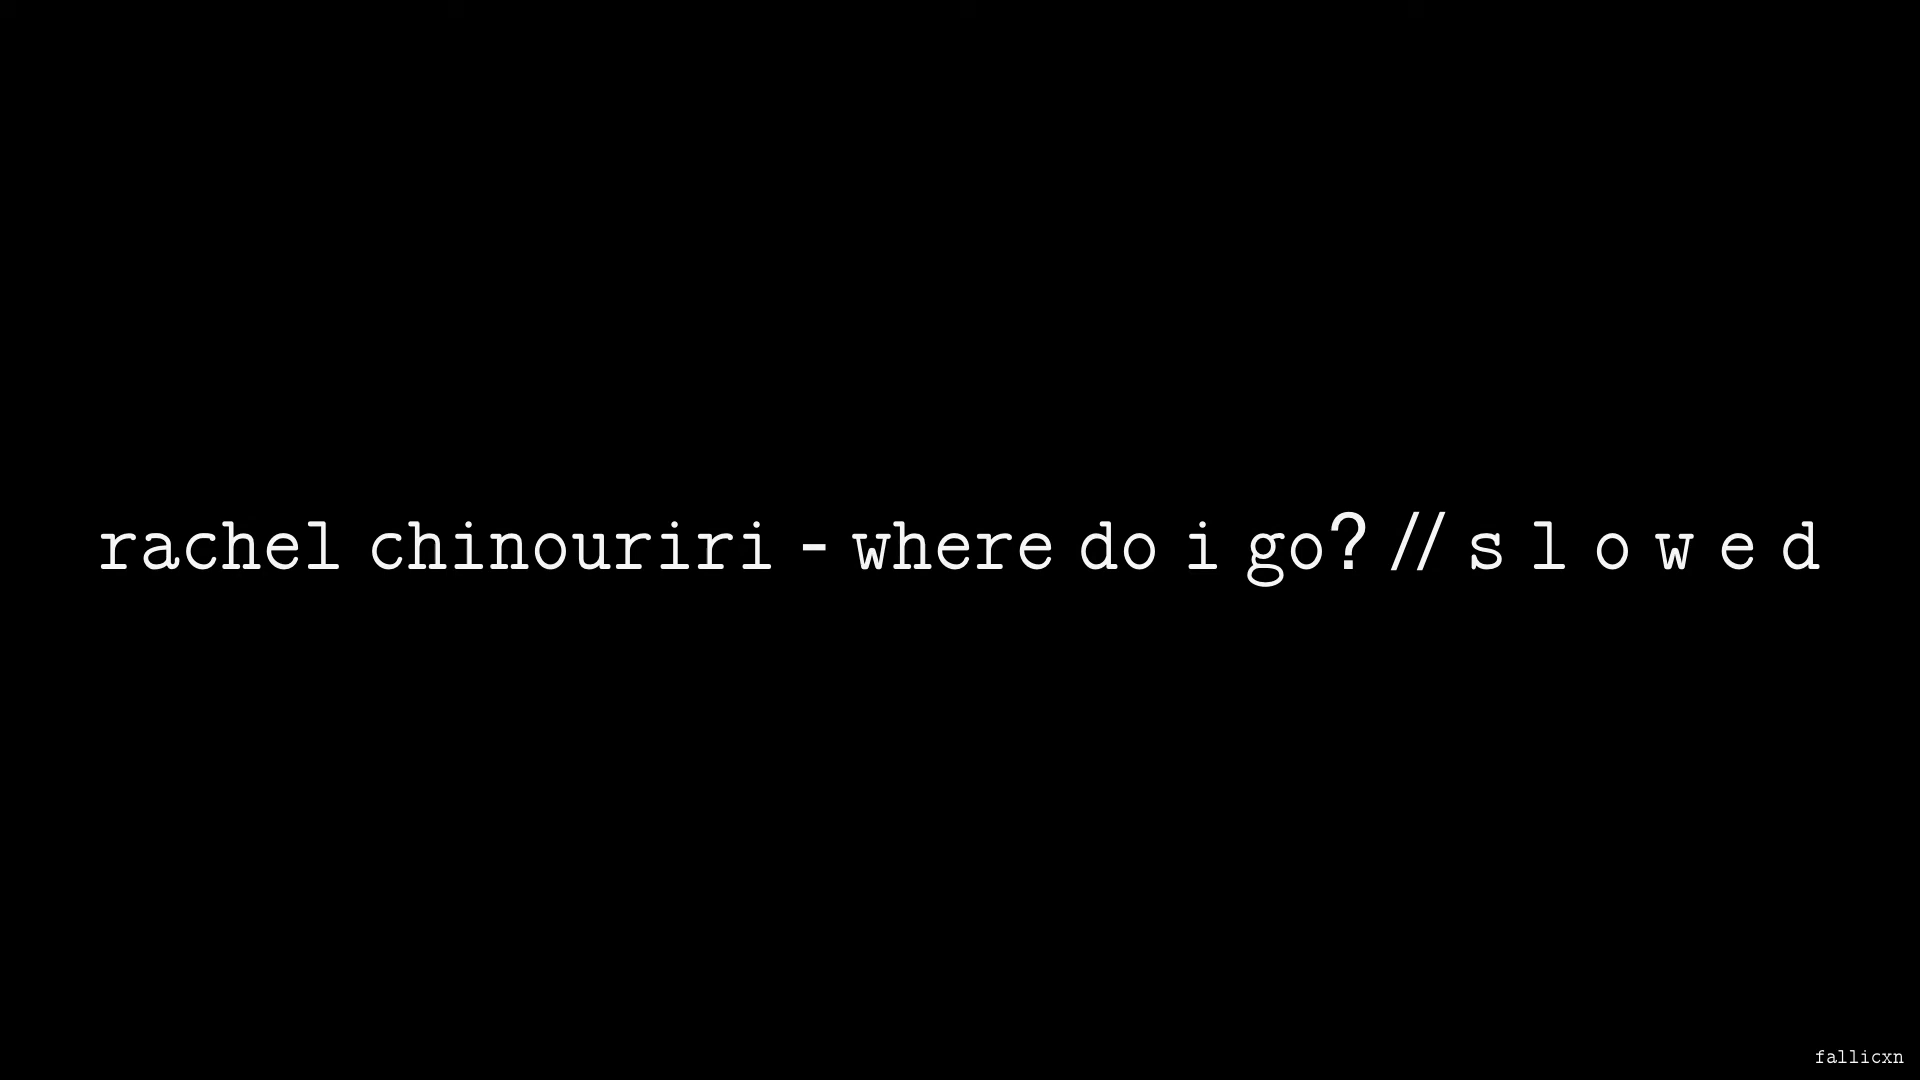 rachel chinouriri - where do i go? // s l o w e d
fallicxn